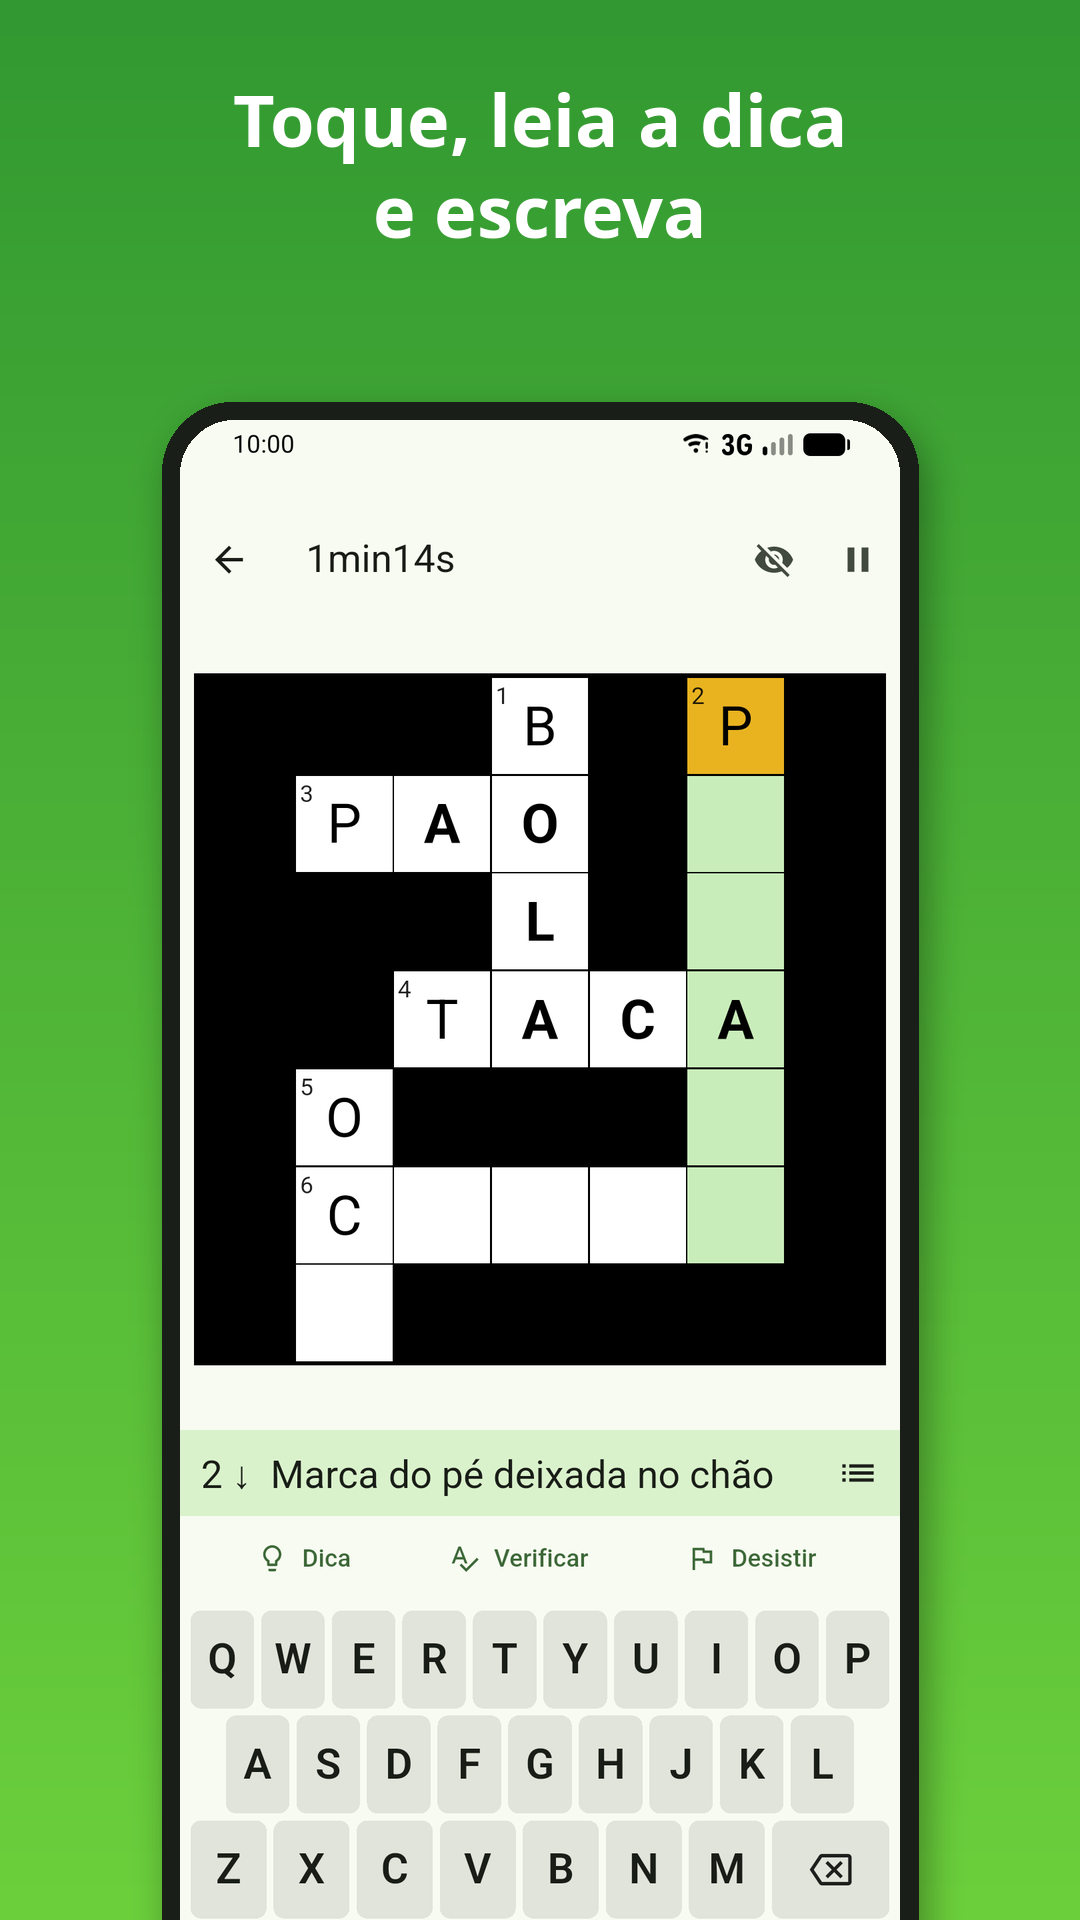 Toque, leia a dica
e escreva
10:00
3G
1min14s
1 B 2 P
3 P A O
L
4 T A C A
5 O
6 C
2 ↓ Marca do pé deixada no chão
Dica Verificar Desistir
Q W E R T Y U I O P
A S D F G H J K L
Z X C V B N M